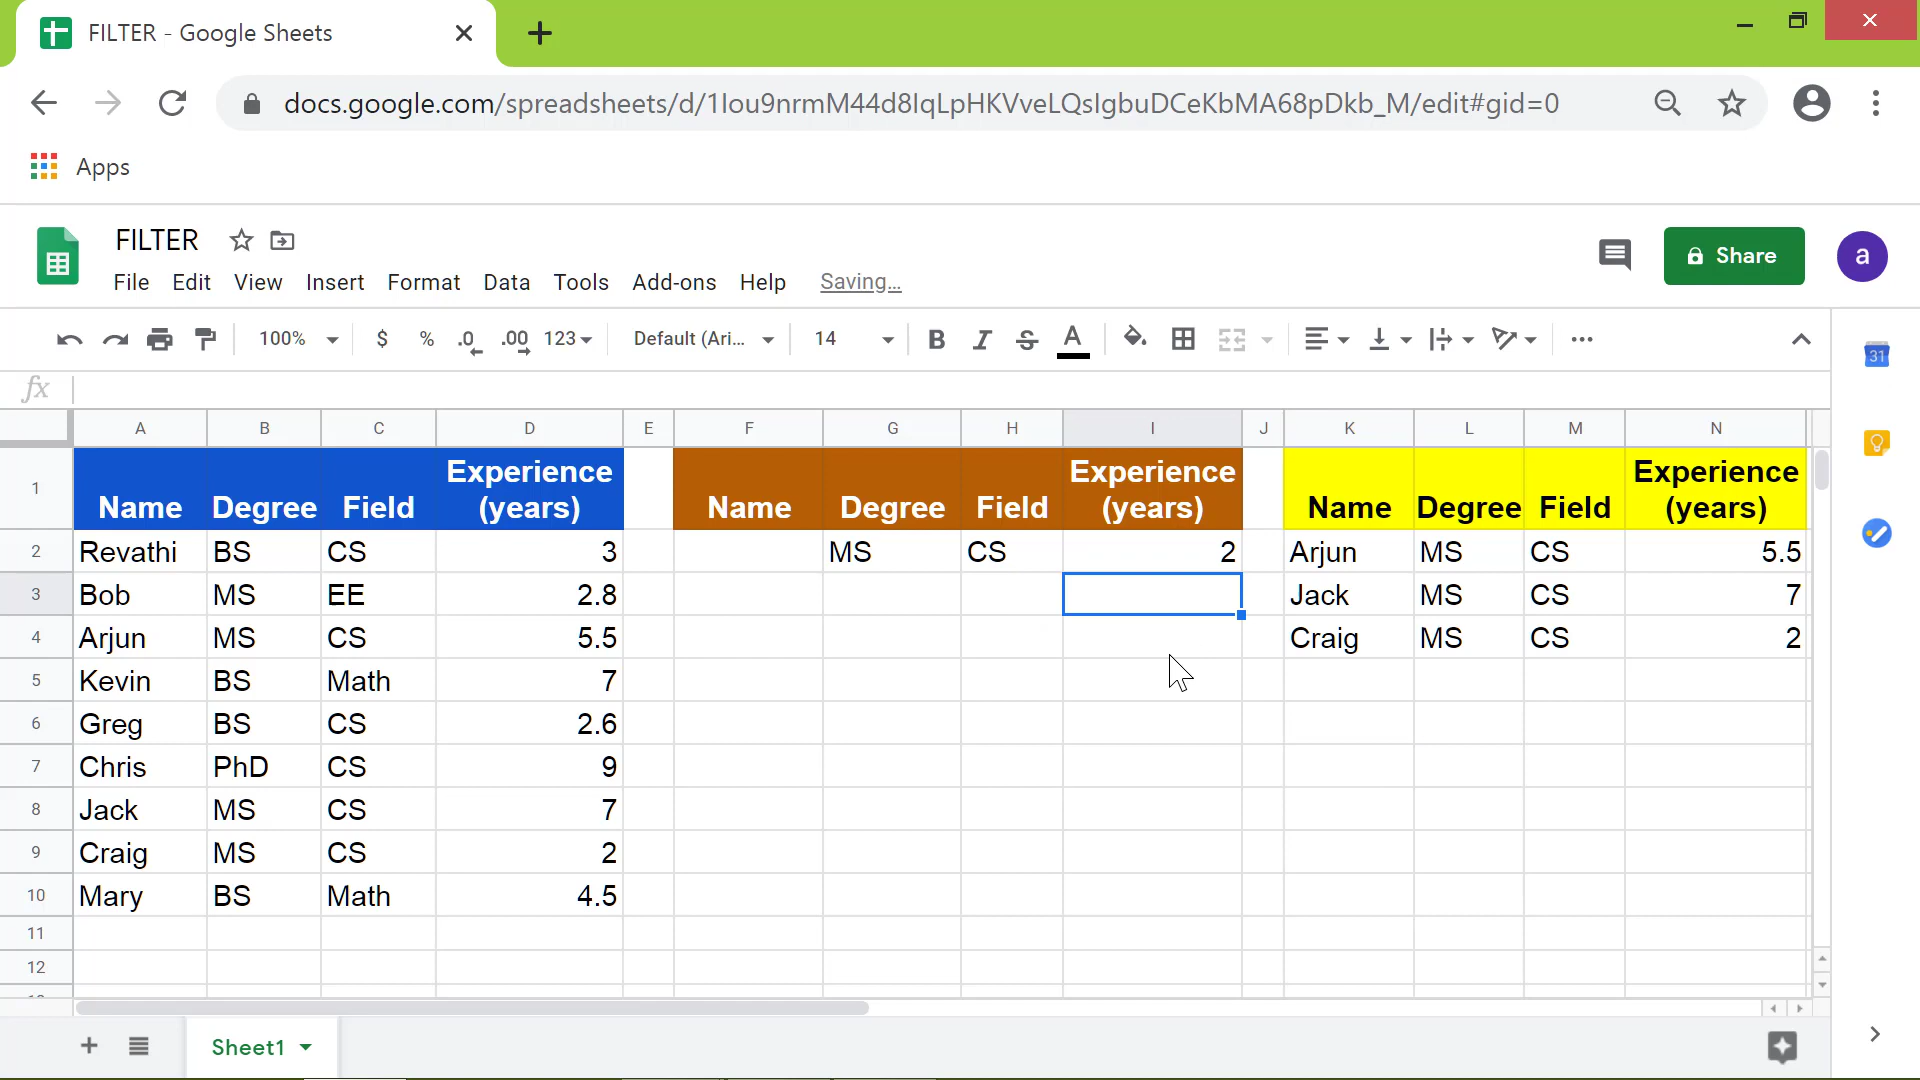 FILTER - Google Sheets
docs.google.com/spreadsheets/d/1Iou9nrmM44d8IqLpHKVveLQsIgbuDCeKbMA68pDkb_M/edit#gid=0
Apps
FILTER
Share
a
File Edit View Insert Format Data Tools Add-ons Help Saving...
100% $ % .0 .00 123 Default (Ari... 14 B I S A
31
fx
A B C D E F G H I J K L M N
1 Name Degree Field Experience (years) Name Degree Field Experience (years) Name Degree Field Experience (years)
2 Revathi BS CS 3 MS CS 2 Arjun MS CS 5.5
3 Bob MS EE 2.8 Jack MS CS 7
4 Arjun MS CS 5.5 Craig MS CS 2
5 Kevin BS Math 7
6 Greg BS CS 2.6
7 Chris PhD CS 9
8 Jack MS CS 7
9 Craig MS CS 2
10 Mary BS Math 4.5
11
12
Sheet1